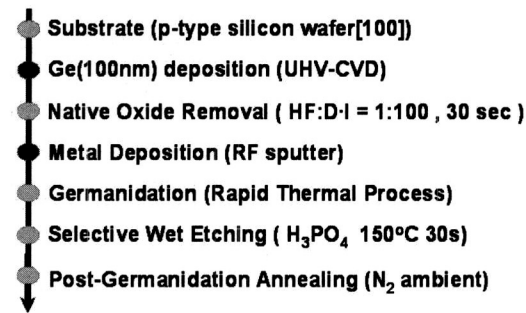 Substrate (p-type silicon wafer[100])
Ge(100nm) deposition (UHV-CVD)
Native Oxide Removal ( HF:D·I = 1:100 , 30 sec )
Metal Deposition (RF sputter)
Germanidation (Rapid Thermal Process)
Selective Wet Etching ( H₃PO₄ 150ºC 30s)
Post-Germanidation Annealing (N₂ ambient)